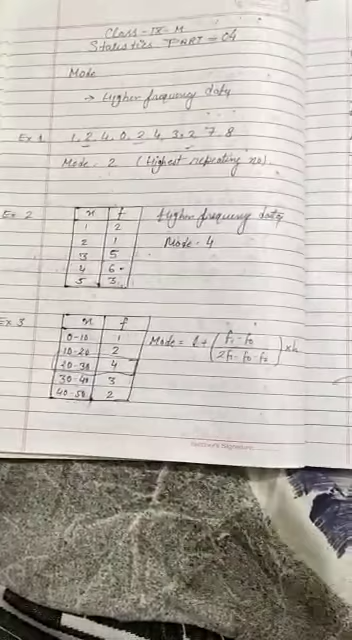 Class-IX-M
Statistics PART-04
Mode
→ Higher frequency data
Ex 1 1, 2 4, 0, 2 4, 3, 2 7, 8
Mode = 2 (Highest repeating no).
Ex 2
x f
1 2
2 1
3 5
4 6
5 3
Higher frequency data
Mode = 4
Ex 3
x f
0-10 1
10-20 2
20-30 4
30-40 3
40-50 2
Mode = l + (f₁ - f₀ / 2f₁ - f₀ - f₂) × h
Teacher's Signature